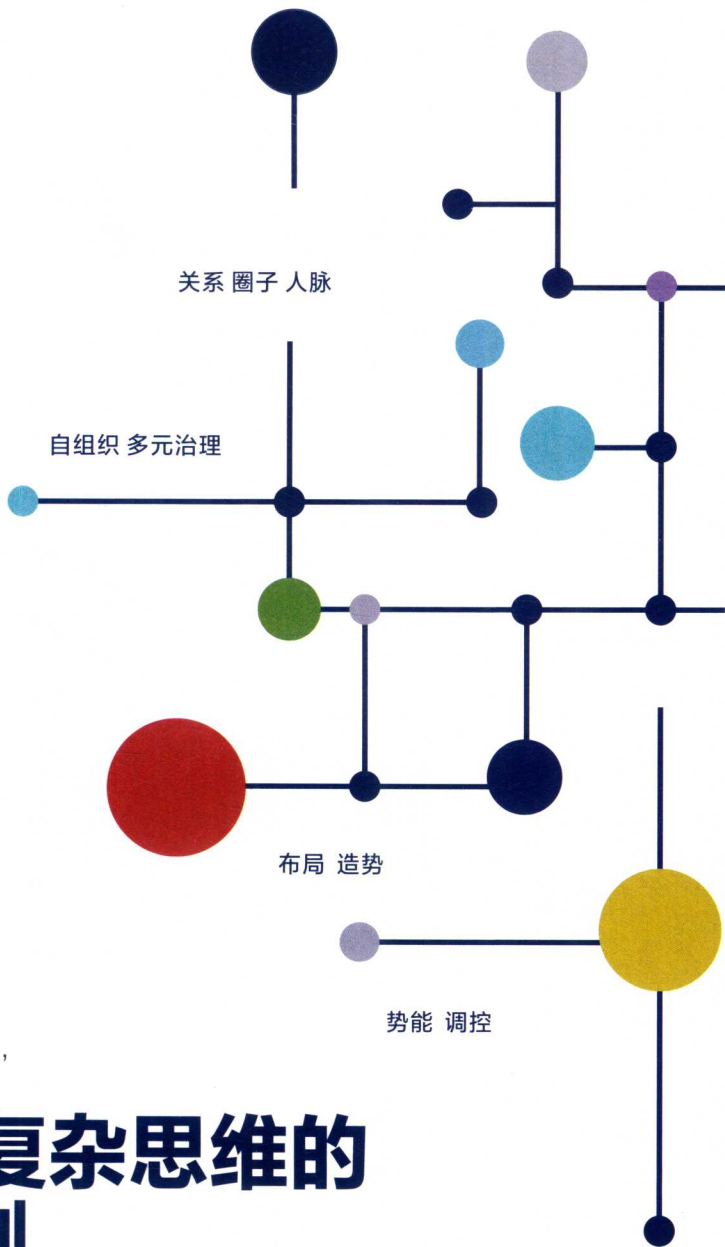 关系 圈子 人脉
自组织 多元治理
布局 造势
势能 调控
，
复杂思维的